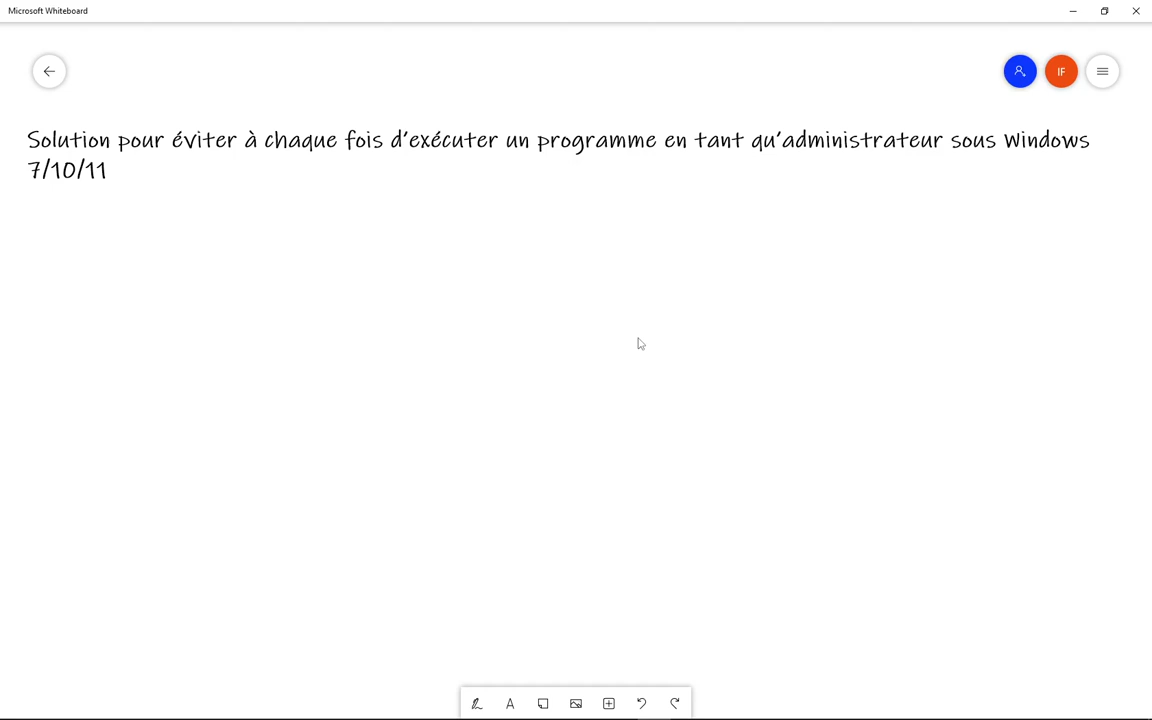 Microsoft Whiteboard
IF
Solution pour éviter à chaque fois d'exécuter un programme en tant qu'administrateur sous Windows
7/10/11
A